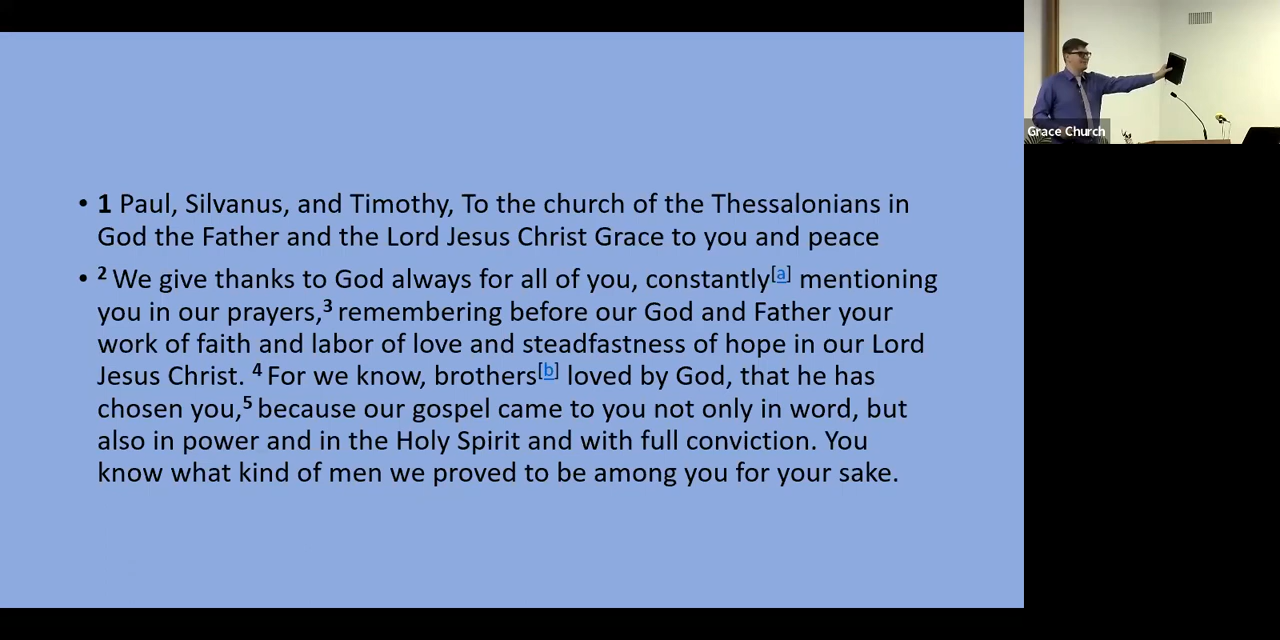 • 1 Paul, Silvanus, and Timothy, To the church of the Thessalonians in
God the Father and the Lord Jesus Christ Grace to you and peace
• 2 We give thanks to God always for all of you, constantly[a] mentioning
you in our prayers,3 remembering before our God and Father your
work of faith and labor of love and steadfastness of hope in our Lord
Jesus Christ. 4 For we know, brothers[b] loved by God, that he has
chosen you,5 because our gospel came to you not only in word, but
also in power and in the Holy Spirit and with full conviction. You
know what kind of men we proved to be among you for your sake.
Grace Church